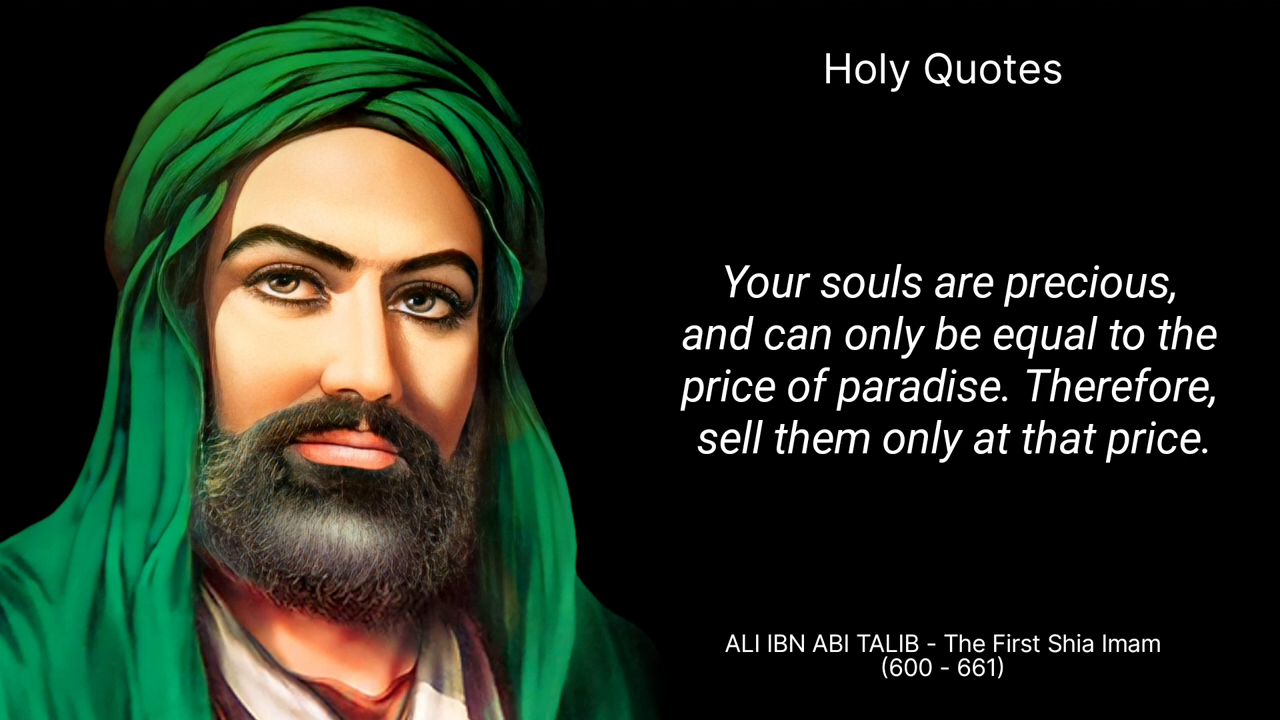 Holy Quotes
Your souls are precious,
and can only be equal to the
price of paradise. Therefore,
sell them only at that price.
ALI IBN ABI TALIB - The First Shia Imam
(600 - 661)